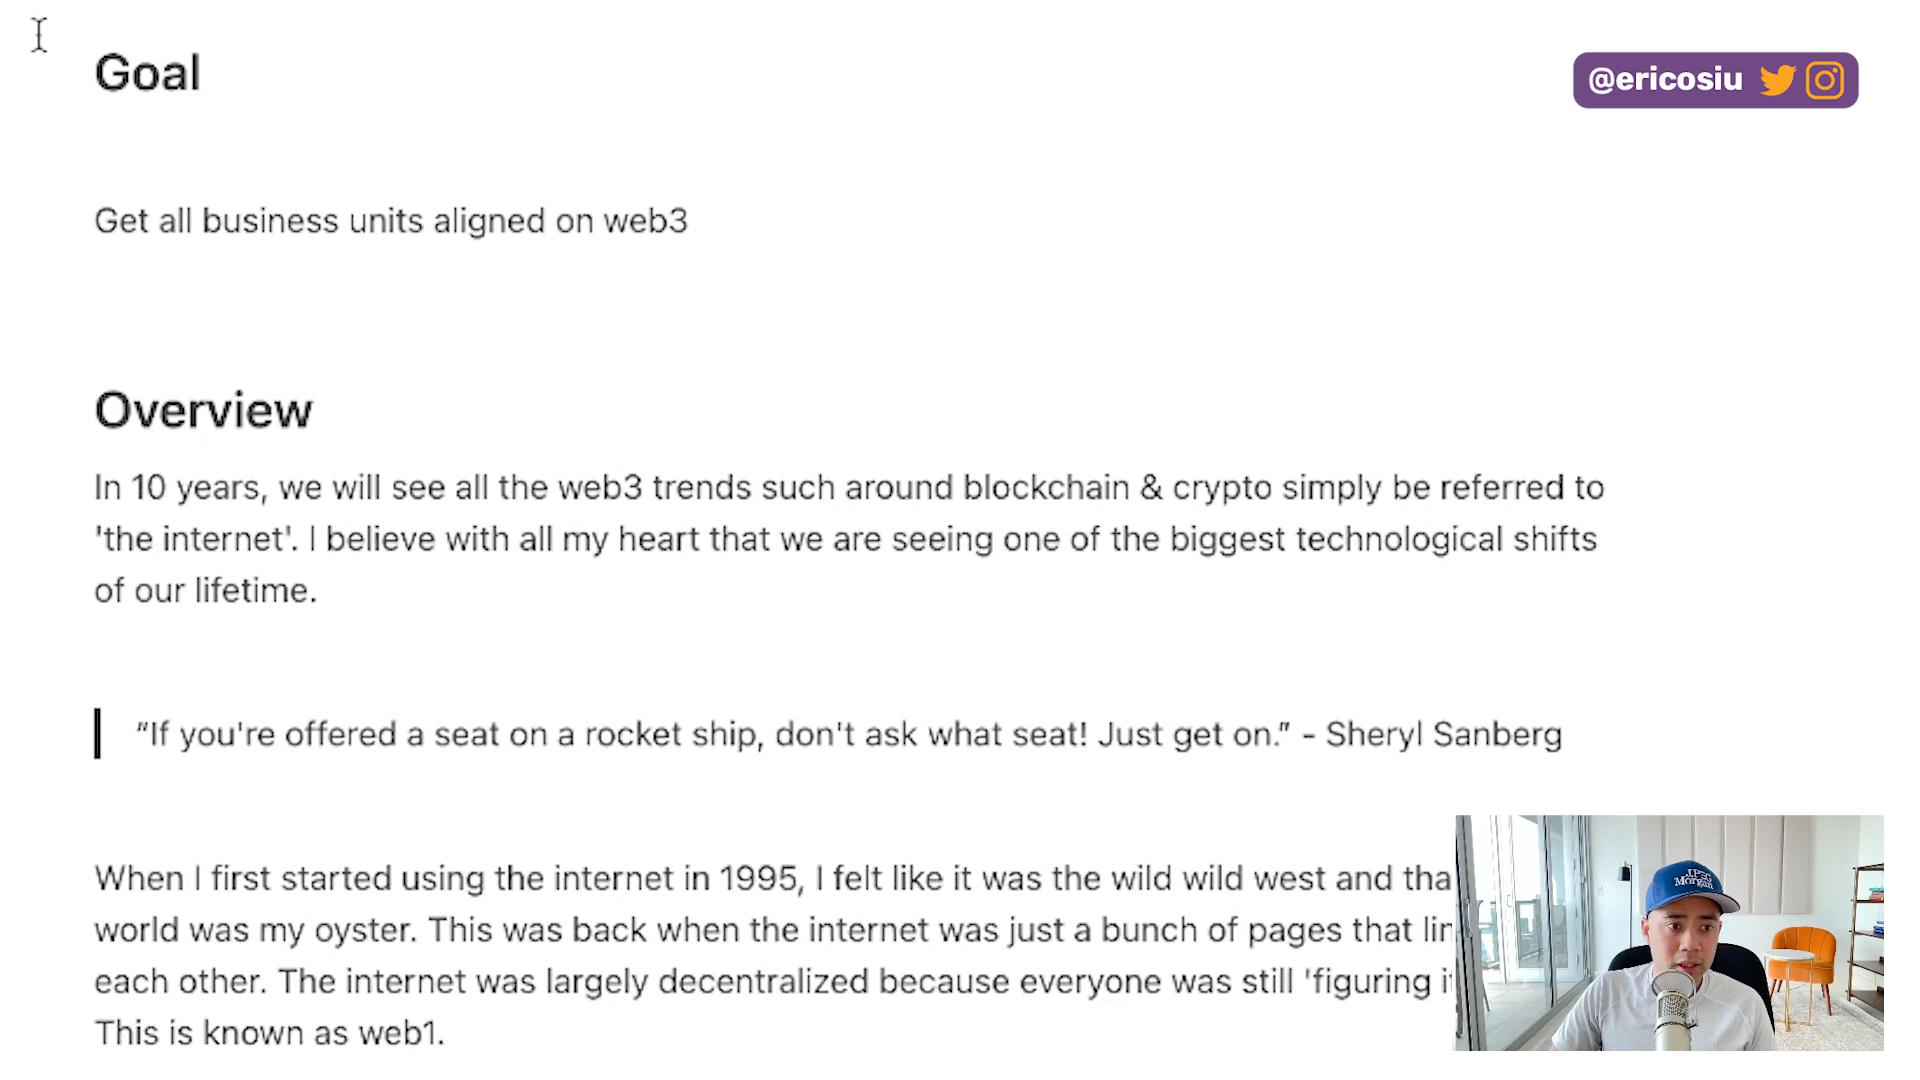 Goal
@ericosiu
Get all business units aligned on web3
Overview
In 10 years, we will see all the web3 trends such around blockchain & crypto simply be referred to
'the internet'. I believe with all my heart that we are seeing one of the biggest technological shifts
of our lifetime.
"If you're offered a seat on a rocket ship, don't ask what seat! Just get on." - Sheryl Sanberg
When I first started using the internet in 1995, I felt like it was the wild wild west and tha
world was my oyster. This was back when the internet was just a bunch of pages that lin
each other. The internet was largely decentralized because everyone was still 'figuring it
This is known as web1.
JPEG
Morgan